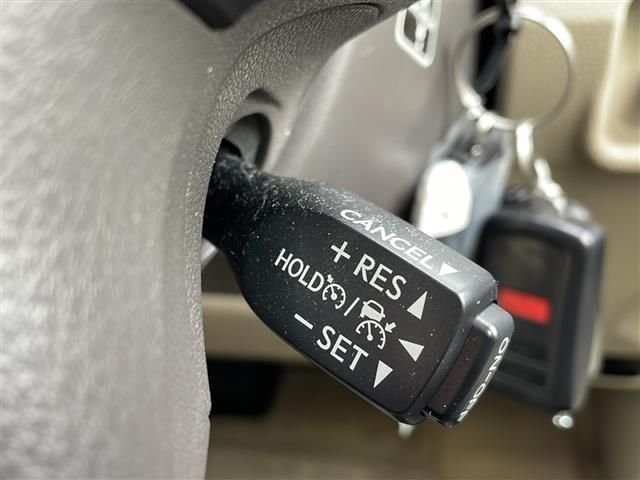 CANCEL▼
+ RES ▲
HOLD /
− SET ▼
ON·OFF